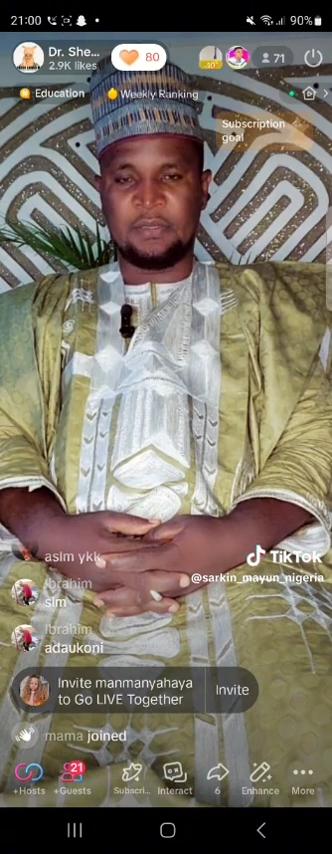 21:00
90%
Dr. She...
2.9K likes
80
-10°
71
Education
Weekly Ranking
Subscription
goal
TikTok
@sarkin_mayun_nigeria
aslm ykk
Ibrahim
slm
Ibrahim
adaukoni
Invite manmanyahaya
to Go LIVE Together
Invite
mama joined
21
+Hosts
+Guests
Subscri...
Interact
6
Enhance
More